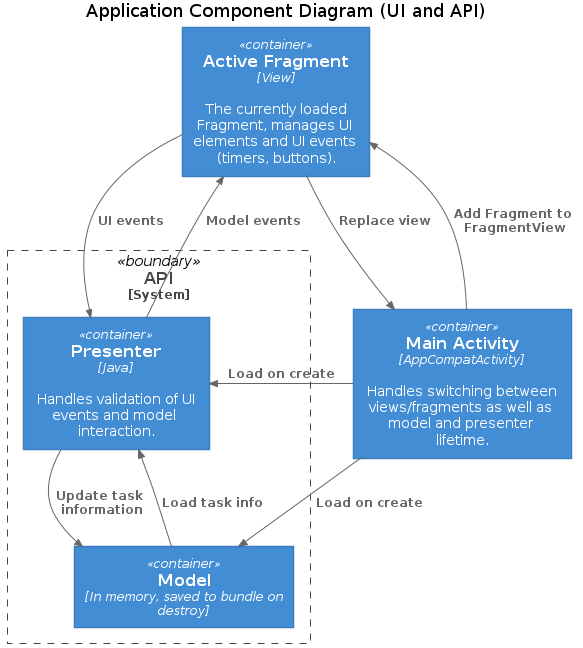 Application Component Diagram (UI and API)
«container»
Active Fragment
[View]
The currently loaded
Fragment, manages UI
elements and UI events
(timers, buttons).
UI events
Model events
Replace view
Add Fragment to
FragmentView
«boundary»
API
[System]
«container»
Presenter
[Java]
Handles validation of UI
events and model
interaction.
«container»
Main Activity
[AppCompatActivity]
Handles switching between
views/fragments as well as
model and presenter
lifetime.
Load on create
Update task
information
Load task info
Load on create
«container»
Model
[In memory, saved to bundle on
destroy]